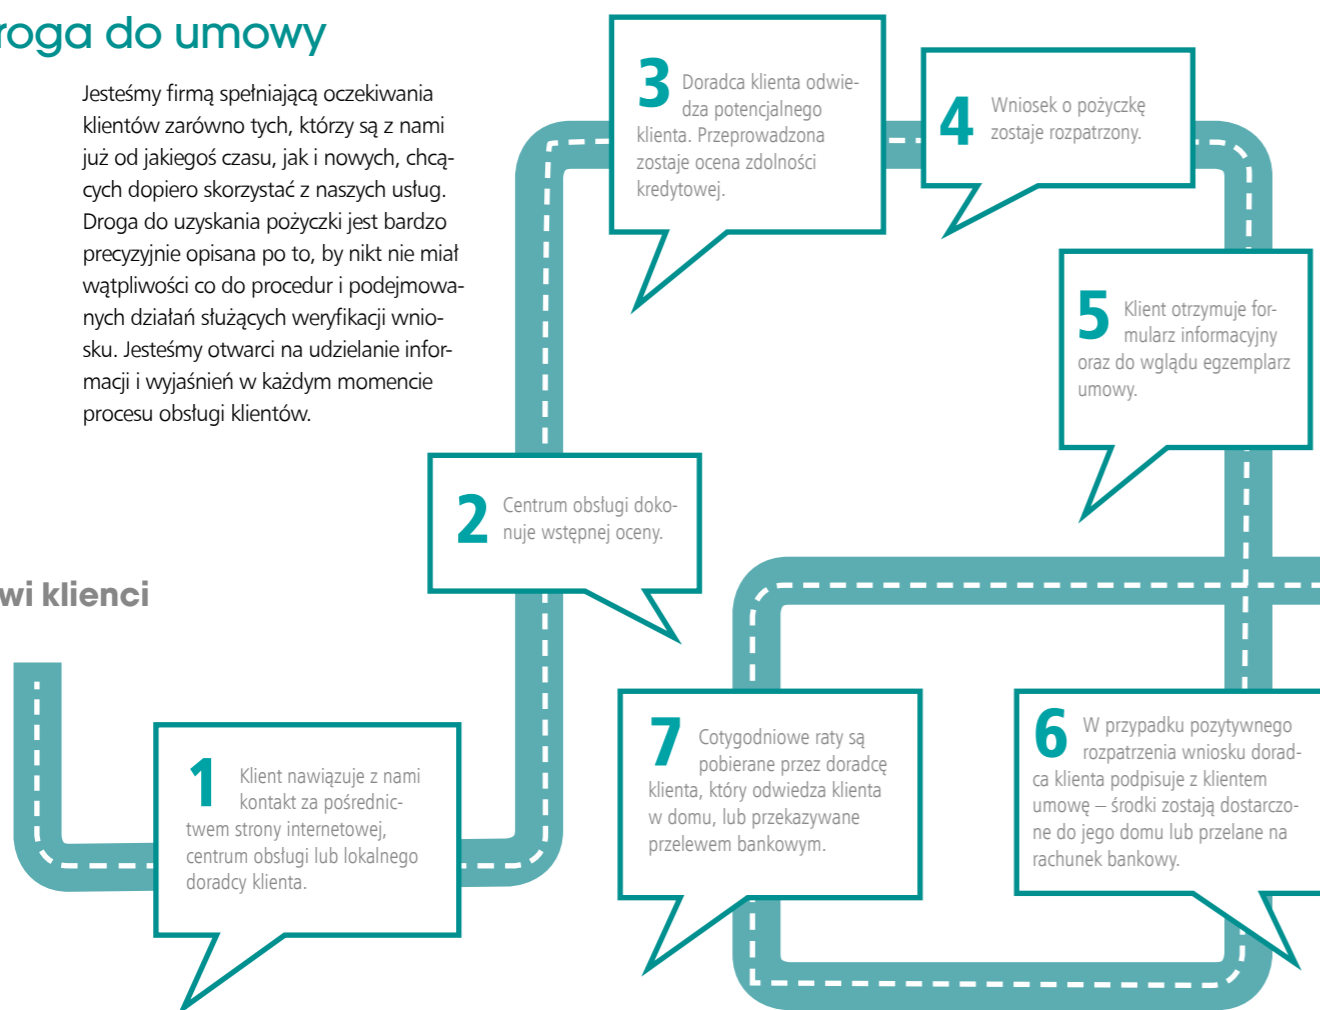 roga do umowy
Jesteśmy firmą spełniającą oczekiwania
klientów zarówno tych, którzy są z nami
już od jakiegoś czasu, jak i nowych, chcą-
cych dopiero skorzystać z naszych usług.
Droga do uzyskania pożyczki jest bardzo
precyzyjnie opisana po to, by nikt nie miał
wątpliwości co do procedur i podejmowa-
nych działań służących weryfikacji wnio-
sku. Jesteśmy otwarci na udzielanie infor-
macji i wyjaśnień w każdym momencie
procesu obsługi klientów.
wi klienci
1 Klient nawiązuje z nami
kontakt za pośrednic-
twem strony internetowej,
centrum obsługi lub lokalnego
doradcy klienta.
2 Centrum obsługi doko-
nuje wstępnej oceny.
3 Doradca klienta odwie-
dza potencjalnego
klienta. Przeprowadzona
zostaje ocena zdolności
kredytowej.
4 Wniosek o pożyczkę
zostaje rozpatrzony.
5 Klient otrzymuje for-
mularz informacyjny
oraz do wglądu egzemplarz
umowy.
6 W przypadku pozytywnego
rozpatrzenia wniosku dorad-
ca klienta podpisuje z klientem
umowę – środki zostają dostarczo-
ne do jego domu lub przelane na
rachunek bankowy.
7 Cotygodniowe raty są
pobierane przez doradcę
klienta, który odwiedza klienta
w domu, lub przekazywane
przelewem bankowym.